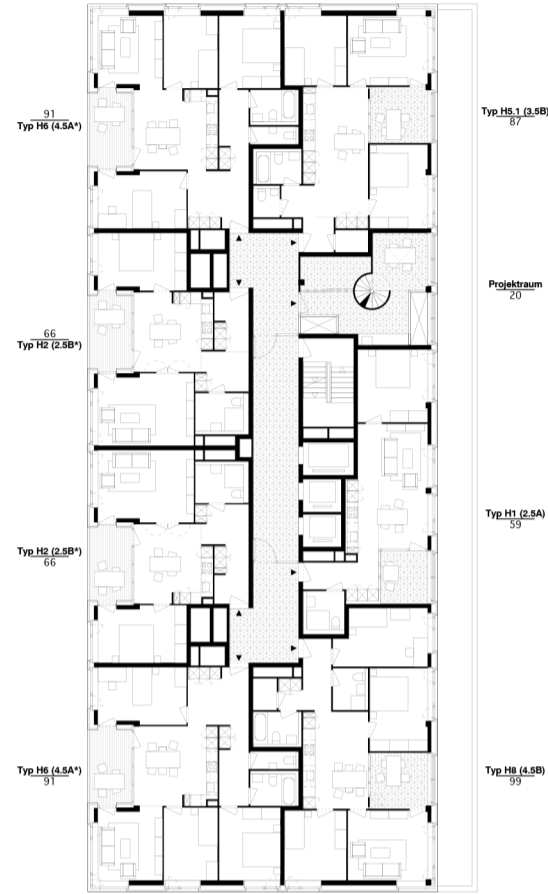 91
Typ H6 (4.5A*)
Typ H5.1 (3.5B)
87
Projektraum
20
66
Typ H2 (2.5B*)
Typ H1 (2.5A)
59
Typ H2 (2.5B*)
66
Typ H6 (4.5A*)
91
Typ H8 (4.5B)
99